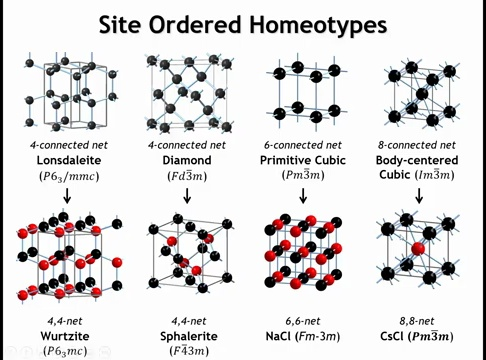 Site Ordered Homeotypes
4-connected net
Lonsdaleite
(P6₃/mmc)
4-connected net
Diamond
(Fd3̅m)
6-connected net
Primitive Cubic
(Pm3̅m)
8-connected net
Body-centered
Cubic (Im3̅m)
4,4-net
Wurtzite
(P6₃mc)
4,4-net
Sphalerite
(F4̅3m)
6,6-net
NaCl (Fm-3m)
8,8-net
CsCl (Pm3̅m)